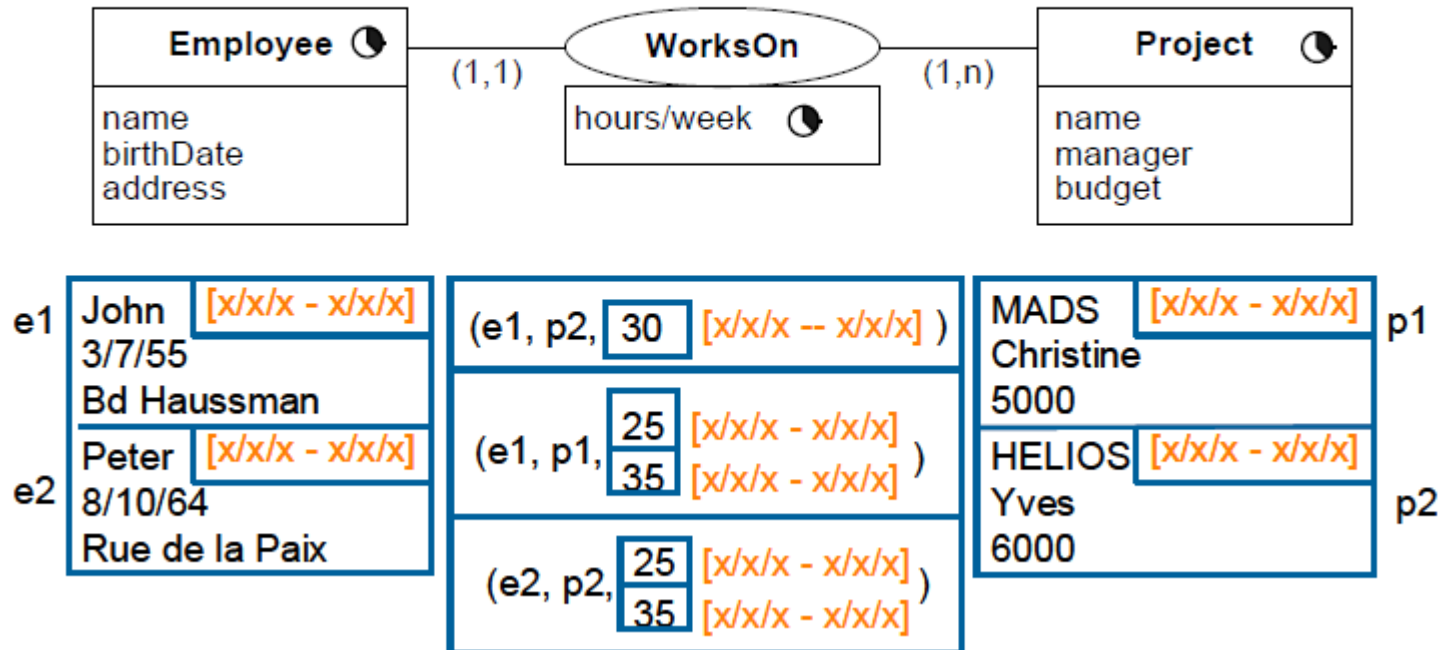 Employee
name
birthDate
address
(1,1)
WorksOn
hours/week
(1,n)
Project
name
manager
budget
e1
John [x/x/x - x/x/x]
3/7/55
Bd Haussman
e2
Peter [x/x/x - x/x/x]
8/10/64
Rue de la Paix
(e1, p2, 30 [x/x/x -- x/x/x] )
(e1, p1, 25 [x/x/x - x/x/x]
35 [x/x/x - x/x/x] )
(e2, p2, 25 [x/x/x - x/x/x]
35 [x/x/x - x/x/x] )
MADS [x/x/x - x/x/x] p1
Christine
5000
HELIOS [x/x/x - x/x/x]
Yves p2
6000